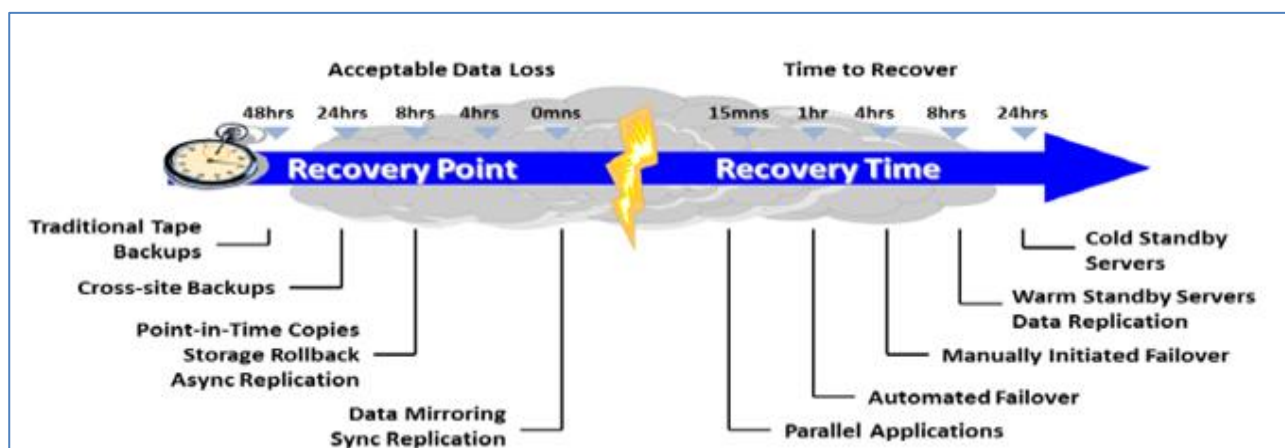 Acceptable Data Loss
Time to Recover
48hrs 24hrs 8hrs 4hrs 0mns 15mns 1hr 4hrs 8hrs 24hrs
Recovery Point
Recovery Time
Traditional Tape
Backups
Cross-site Backups
Point-in-Time Copies
Storage Rollback
Async Replication
Data Mirroring
Sync Replication
Cold Standby
Servers
Warm Standby Servers
Data Replication
Manually Initiated Failover
Automated Failover
Parallel Applications